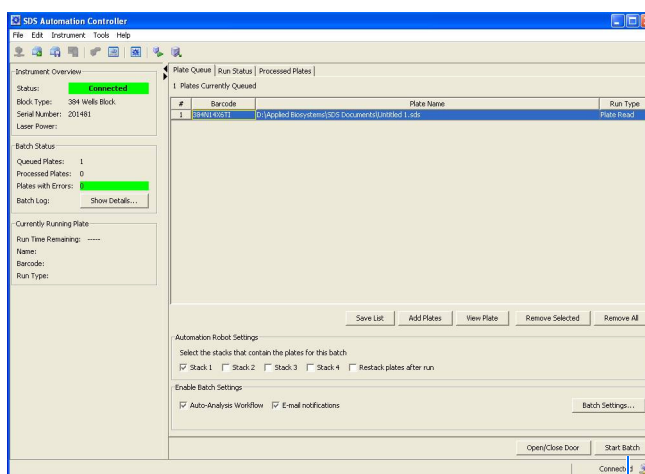 SDS Automation Controller
File Edit Instrument Tools Help
Instrument Overview
Status: Connected
Block Type: 384 Wells Block
Serial Number: 201481
Laser Power:
Batch Status
Queued Plates: 1
Processed Plates: 0
Plates with Errors: 0
Batch Log: Show Details...
Currently Running Plate
Run Time Remaining: -----
Name:
Barcode:
Run Type:
Plate Queue Run Status Processed Plates
1 Plates Currently Queued
# Barcode Plate Name Run Type
1 384N14X6TI D:\Applied Biosystems\SDS Documents\Untitled 1.sds Plate Read
Save List Add Plates View Plate Remove Selected Remove All
Automation Robot Settings
Select the stacks that contain the plates for this batch
Stack 1 Stack 2 Stack 3 Stack 4 Restack plates after run
Enable Batch Settings
Auto-Analysis Workflow E-mail notifications Batch Settings...
Open/Close Door Start Batch
Connected